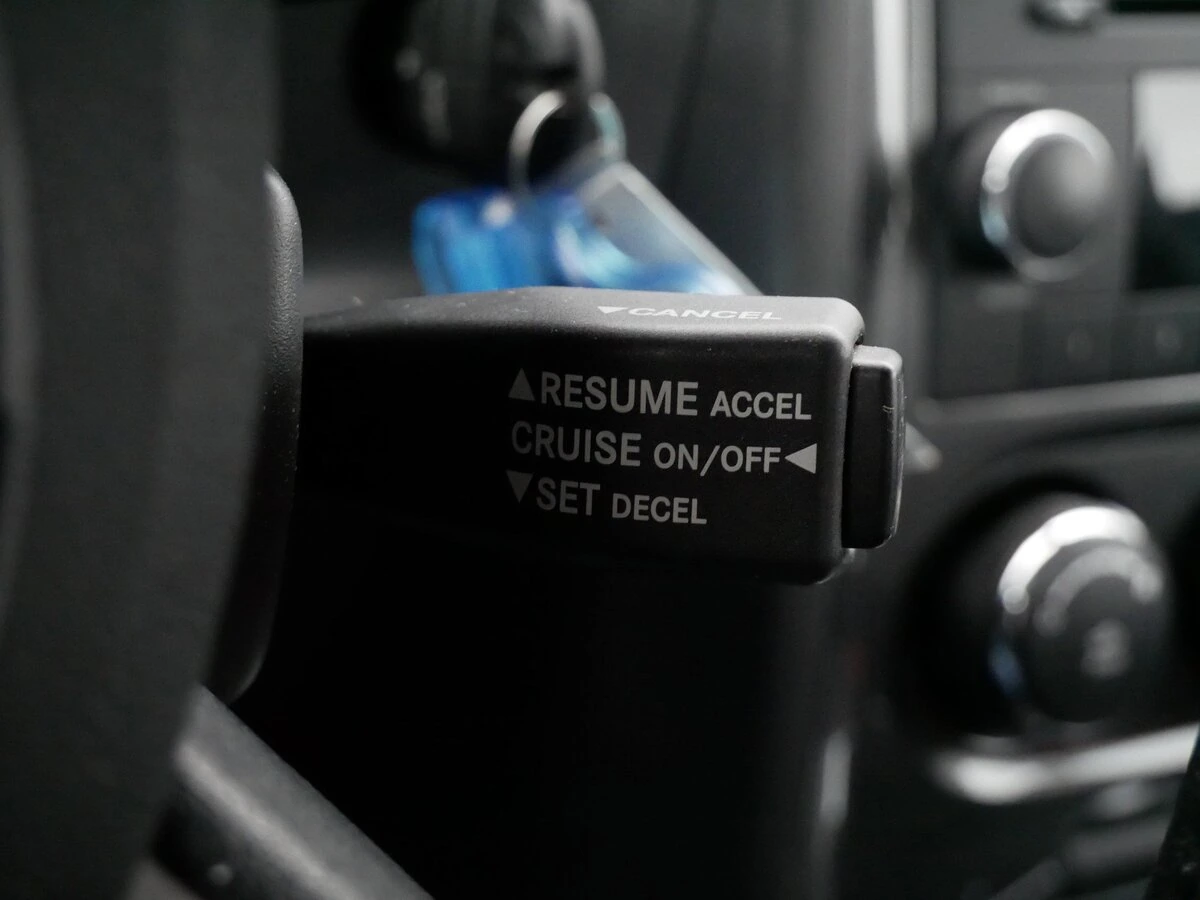 ▼CANCEL
▲RESUME ACCEL
CRUISE ON/OFF◀
▼SET DECEL